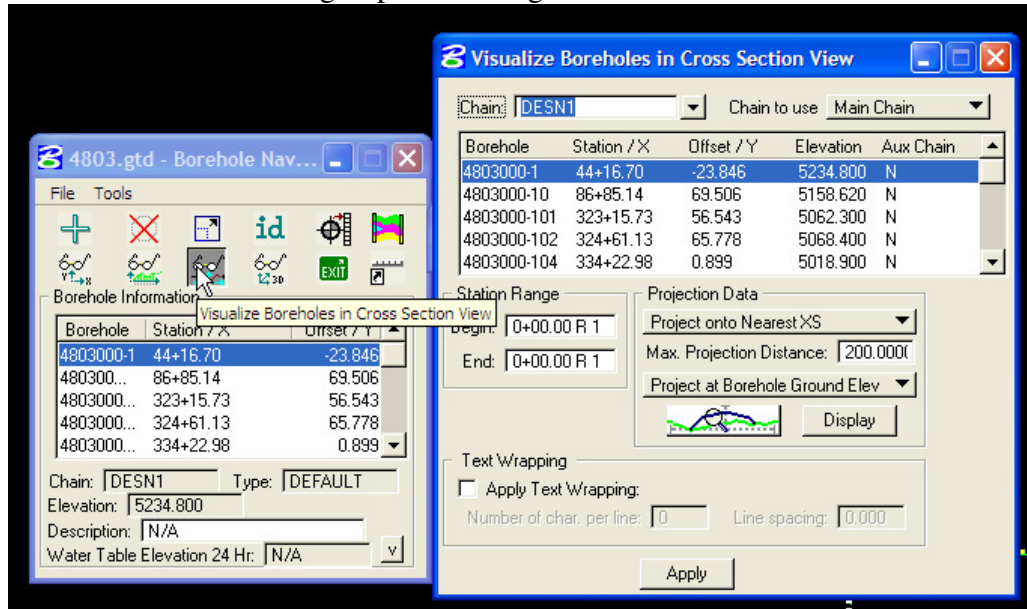 Visualize Boreholes in Cross Section View
Chain: DESN1 Chain to use Main Chain
Borehole Station / X Offset / Y Elevation Aux Chain
4803000-1 44+16.70 -23.846 5234.800 N
4803000-10 86+85.14 69.506 5158.620 N
4803000-101 323+15.73 56.543 5062.300 N
4803000-102 324+61.13 65.778 5068.400 N
4803000-104 334+22.98 0.899 5018.900 N
Station Range
Begin: 0+00.00 R 1
End: 0+00.00 R 1
Projection Data
Project onto Nearest XS
Max. Projection Distance: 200.000(
Project at Borehole Ground Elev
Display
Text Wrapping
Apply Text Wrapping:
Number of char. per line: 0 Line spacing: 0.000
Apply
4803.gtd - Borehole Nav...
File Tools
id
EXIT
3D
Borehole Information
Visualize Boreholes in Cross Section View
Borehole Station / X Offset / Y
4803000-1 44+16.70 -23.846
480300... 86+85.14 69.506
4803000... 323+15.73 56.543
4803000... 324+61.13 65.778
4803000... 334+22.98 0.899
Chain: DESN1 Type: DEFAULT
Elevation: 5234.800
Description: N/A
Water Table Elevation 24 Hr: N/A v